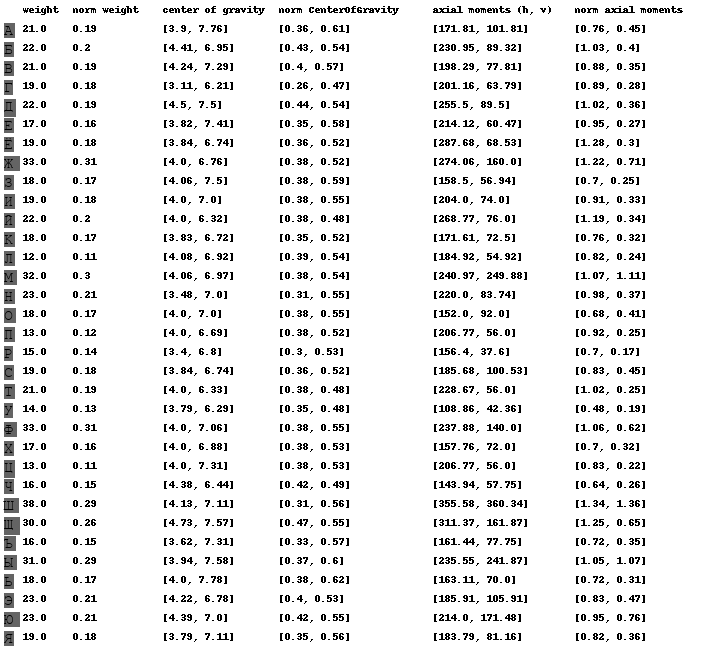 weight norm weight center of gravity norm CenterOfGravity axial moments (h, v) norm axial moments
А 21.0 0.19 [3.9, 7.76] [0.36, 0.61] [171.81, 101.81] [0.76, 0.45]
Б 22.0 0.2 [4.41, 6.95] [0.43, 0.54] [230.95, 89.32] [1.03, 0.4]
В 21.0 0.19 [4.24, 7.29] [0.4, 0.57] [198.29, 77.81] [0.88, 0.35]
Г 19.0 0.18 [3.11, 6.21] [0.26, 0.47] [201.16, 63.79] [0.89, 0.28]
Д 22.0 0.19 [4.5, 7.5] [0.44, 0.54] [255.5, 89.5] [1.02, 0.36]
Е 17.0 0.16 [3.82, 7.41] [0.35, 0.58] [214.12, 60.47] [0.95, 0.27]
Ё 19.0 0.18 [3.84, 6.74] [0.36, 0.52] [287.68, 68.53] [1.28, 0.3]
Ж 33.0 0.31 [4.0, 6.76] [0.38, 0.52] [274.06, 160.0] [1.22, 0.71]
З 18.0 0.17 [4.06, 7.5] [0.38, 0.59] [158.5, 56.94] [0.7, 0.25]
И 19.0 0.18 [4.0, 7.0] [0.38, 0.55] [204.0, 74.0] [0.91, 0.33]
Й 22.0 0.2 [4.0, 6.32] [0.38, 0.48] [268.77, 76.0] [1.19, 0.34]
К 18.0 0.17 [3.83, 6.72] [0.35, 0.52] [171.61, 72.5] [0.76, 0.32]
Л 12.0 0.11 [4.08, 6.92] [0.39, 0.54] [184.92, 54.92] [0.82, 0.24]
М 32.0 0.3 [4.06, 6.97] [0.38, 0.54] [240.97, 249.88] [1.07, 1.11]
Н 23.0 0.21 [3.48, 7.0] [0.31, 0.55] [220.0, 83.74] [0.98, 0.37]
О 18.0 0.17 [4.0, 7.0] [0.38, 0.55] [152.0, 92.0] [0.68, 0.41]
П 13.0 0.12 [4.0, 6.69] [0.38, 0.52] [206.77, 56.0] [0.92, 0.25]
Р 15.0 0.14 [3.4, 6.8] [0.3, 0.53] [156.4, 37.6] [0.7, 0.17]
С 19.0 0.18 [3.84, 6.74] [0.36, 0.52] [185.68, 100.53] [0.83, 0.45]
Т 21.0 0.19 [4.0, 6.33] [0.38, 0.48] [228.67, 56.0] [1.02, 0.25]
У 14.0 0.13 [3.79, 6.29] [0.35, 0.48] [108.86, 42.36] [0.48, 0.19]
Ф 33.0 0.31 [4.0, 7.06] [0.38, 0.55] [237.88, 140.0] [1.06, 0.62]
Х 17.0 0.16 [4.0, 6.88] [0.38, 0.53] [157.76, 72.0] [0.7, 0.32]
Ц 13.0 0.11 [4.0, 7.31] [0.38, 0.53] [206.77, 56.0] [0.83, 0.22]
Ч 16.0 0.15 [4.38, 6.44] [0.42, 0.49] [143.94, 57.75] [0.64, 0.26]
Ш 38.0 0.29 [4.13, 7.11] [0.31, 0.56] [355.58, 360.34] [1.34, 1.36]
Щ 30.0 0.26 [4.73, 7.57] [0.47, 0.55] [311.37, 161.87] [1.25, 0.65]
Ъ 16.0 0.15 [3.62, 7.31] [0.33, 0.57] [161.44, 77.75] [0.72, 0.35]
Ы 31.0 0.29 [3.94, 7.58] [0.37, 0.6] [235.55, 241.87] [1.05, 1.07]
Ь 18.0 0.17 [4.0, 7.78] [0.38, 0.62] [163.11, 70.0] [0.72, 0.31]
Э 23.0 0.21 [4.22, 6.78] [0.4, 0.53] [185.91, 105.91] [0.83, 0.47]
Ю 23.0 0.21 [4.39, 7.0] [0.42, 0.55] [214.0, 171.48] [0.95, 0.76]
Я 19.0 0.18 [3.79, 7.11] [0.35, 0.56] [183.79, 81.16] [0.82, 0.36]